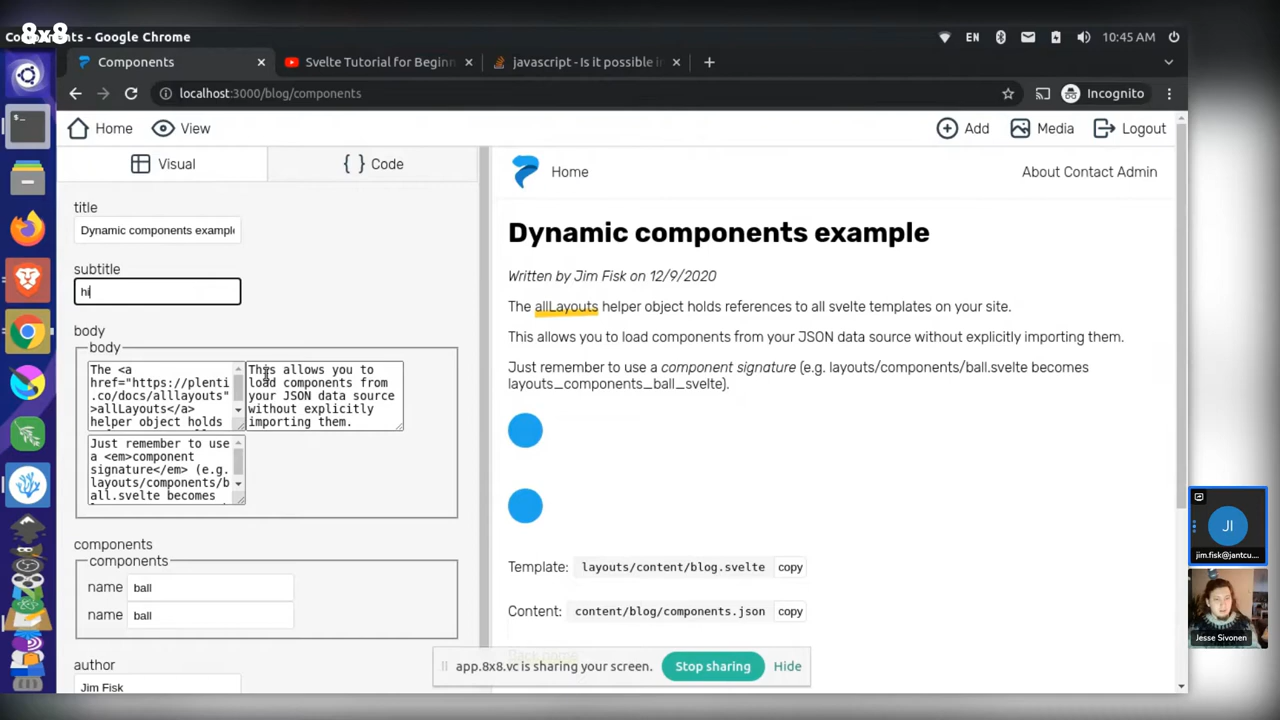 8x8
Components - Google Chrome
EN
10:45 AM
Components
Svelte Tutorial for Beginn
javascript - Is it possible i
localhost:3000/blog/components
Incognito
Home
View
Add
Media
Logout
Visual
{ } Code
Home
About Contact Admin
title
Dynamic components example
subtitle
hi
body
body
The <a
href="https://plenti
.co/docs/alllayouts"
>allLayouts</a>
helper object holds
This allows you to
load components from
your JSON data source
without explicitly
importing them.
Just remember to use
a <em>component
signature</em> (e.g.
layouts/components/b
all.svelte becomes
components
components
name ball
name ball
author
Jim Fisk
Dynamic components example
Written by Jim Fisk on 12/9/2020
The allLayouts helper object holds references to all svelte templates on your site.
This allows you to load components from your JSON data source without explicitly importing them.
Just remember to use a component signature (e.g. layouts/components/ball.svelte becomes
layouts_components_ball_svelte).
Template: layouts/content/blog.svelte copy
Content: content/blog/components.json copy
Back home
app.8x8.vc is sharing your screen.
Stop sharing
Hide
JI
jim.fisk@jantcu....
Jesse Sivonen